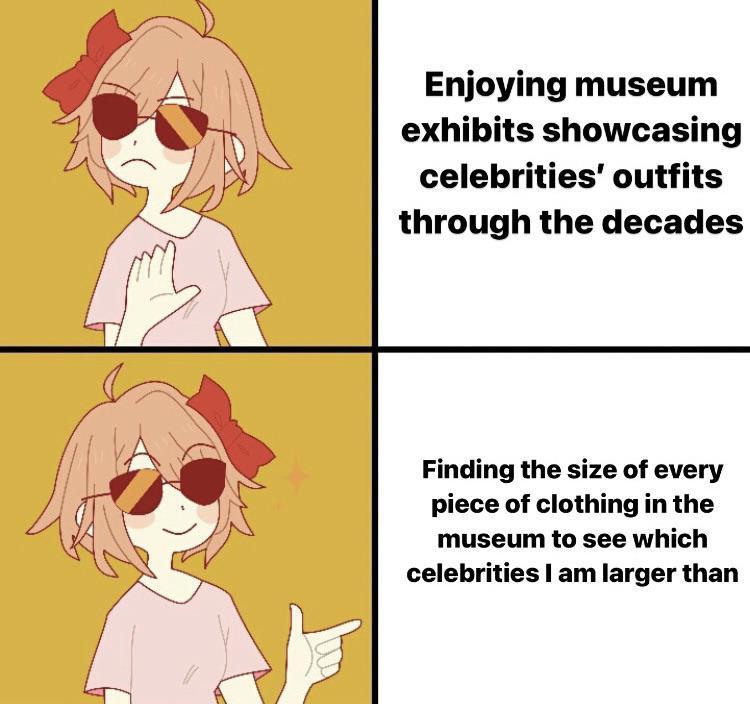 Enjoying museum
exhibits showcasing
celebrities’ outfits
through the decades
Finding the size of every
piece of clothing in the
museum to see which
celebrities I am larger than